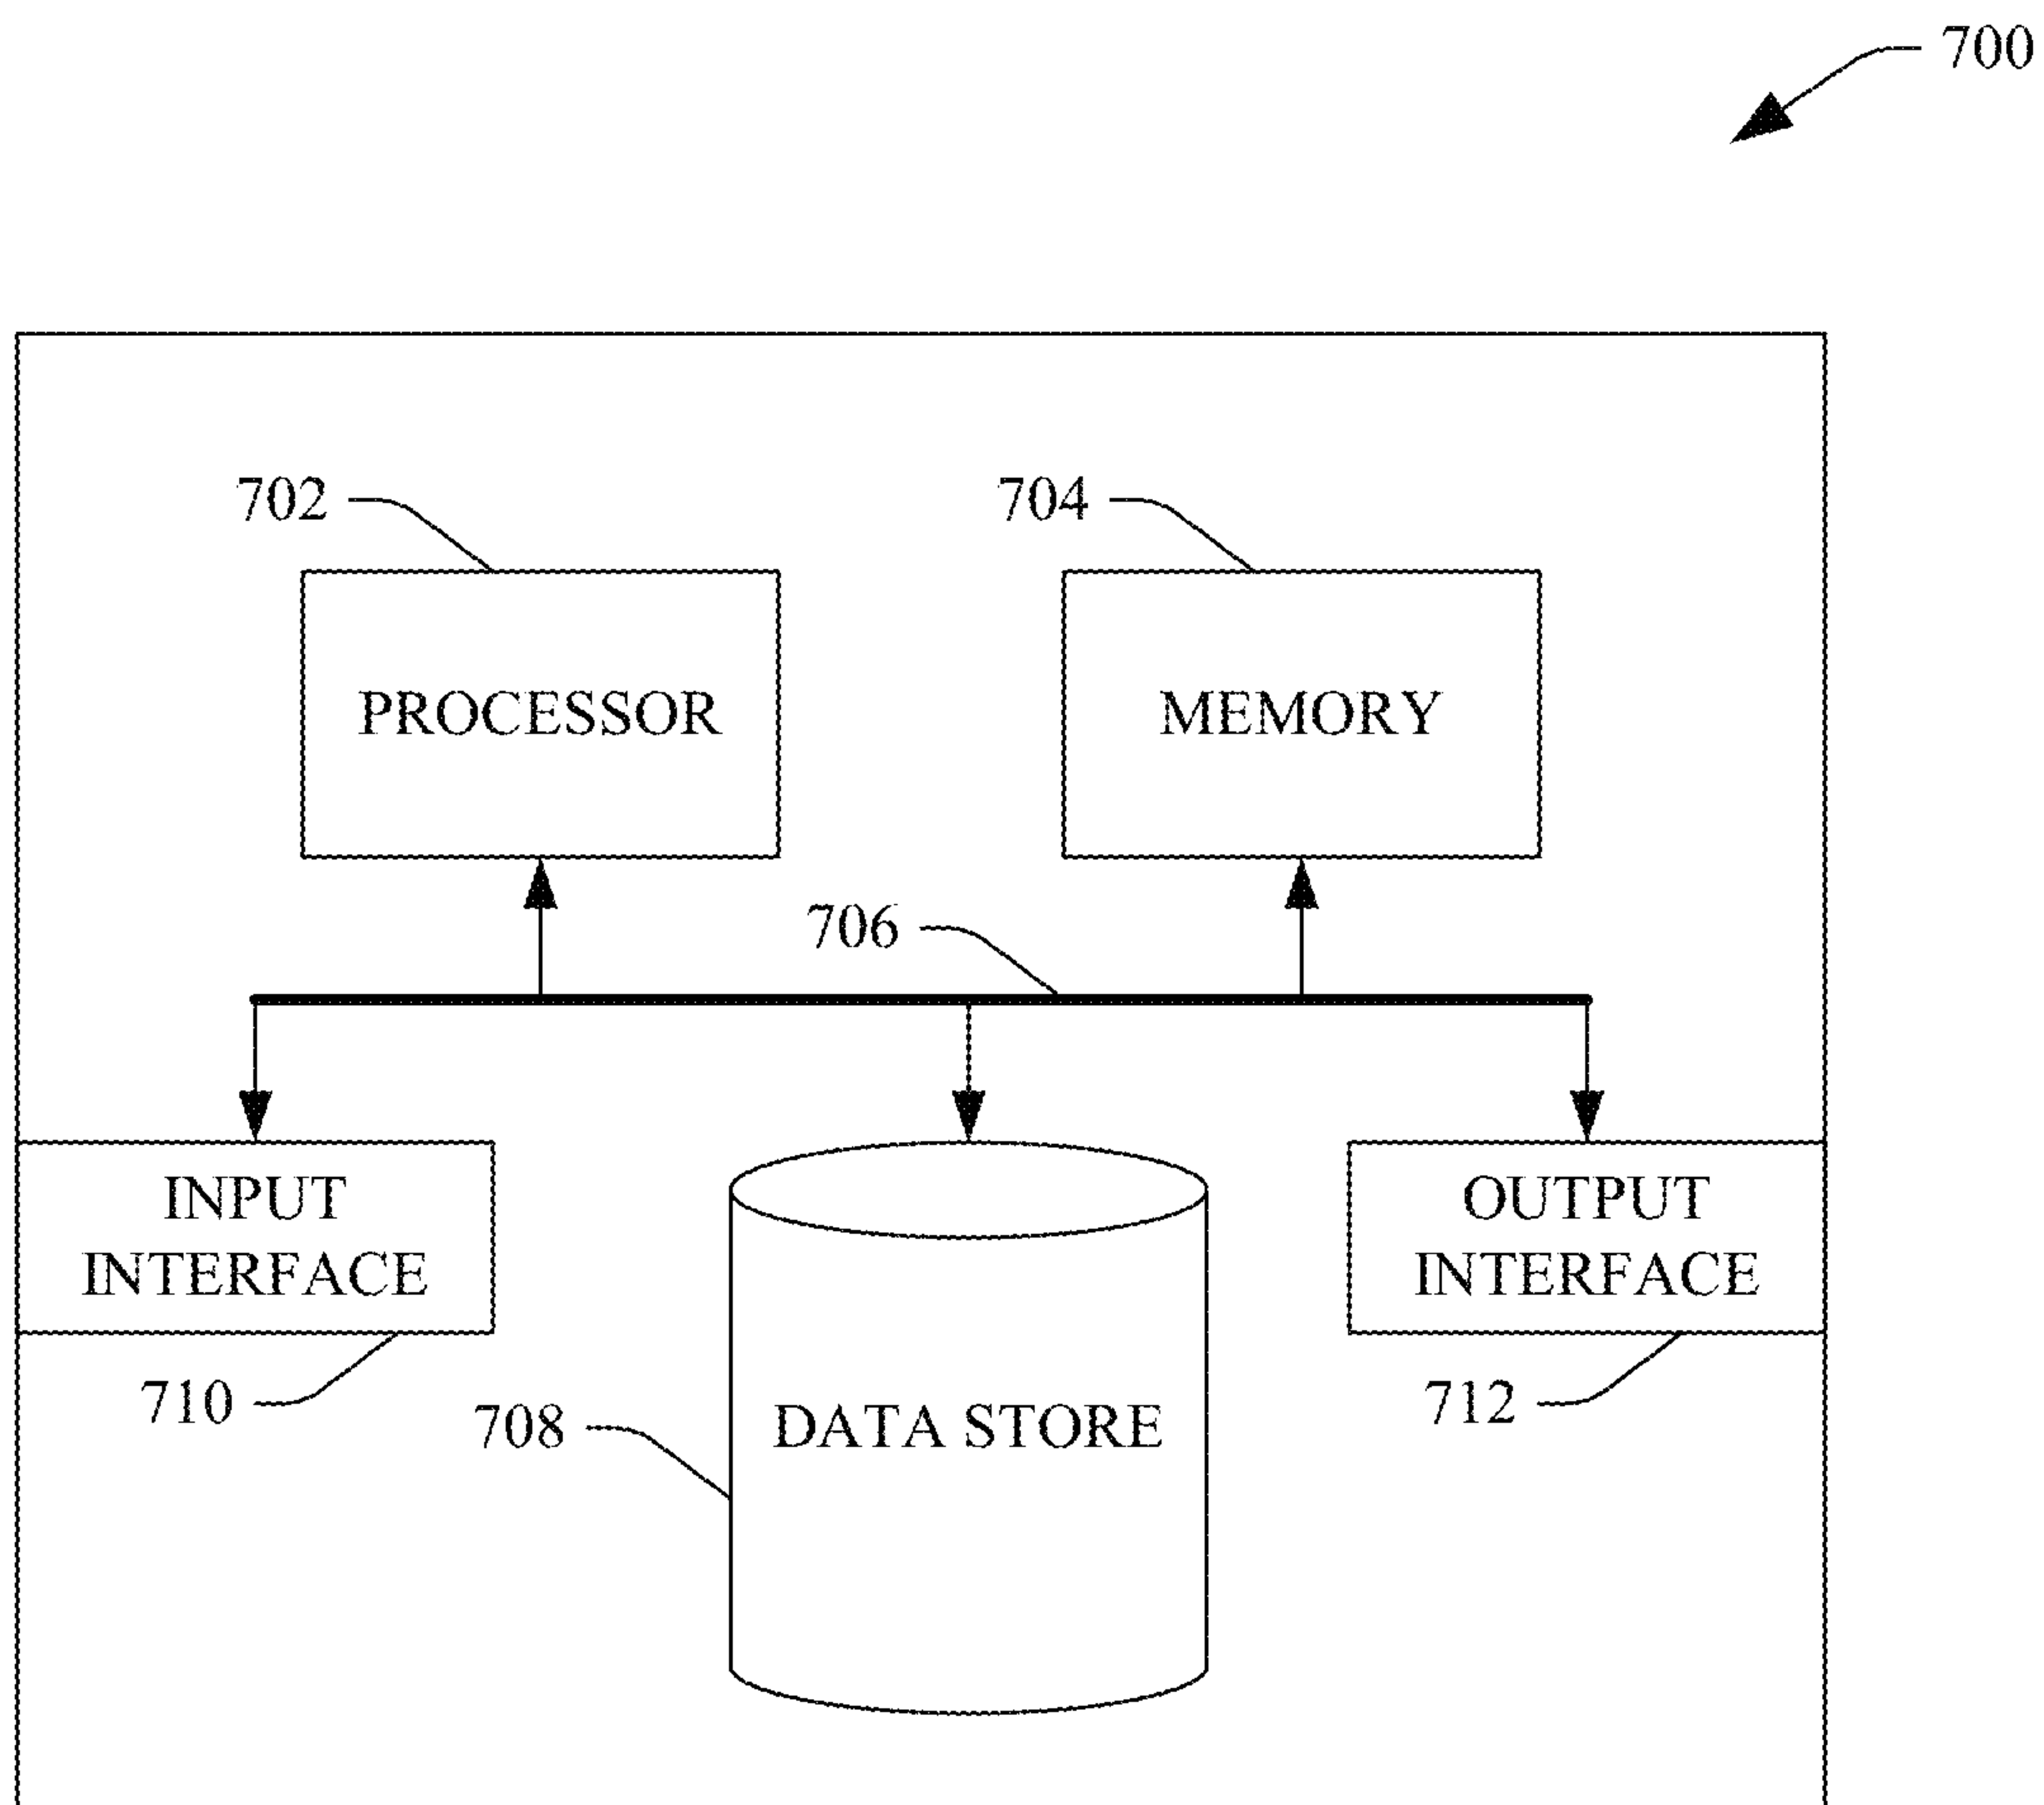 700
702
704
PROCESSOR
MEMORY
706
INPUT
INTERFACE
OUTPUT
INTERFACE
710
708
DATA STORE
712